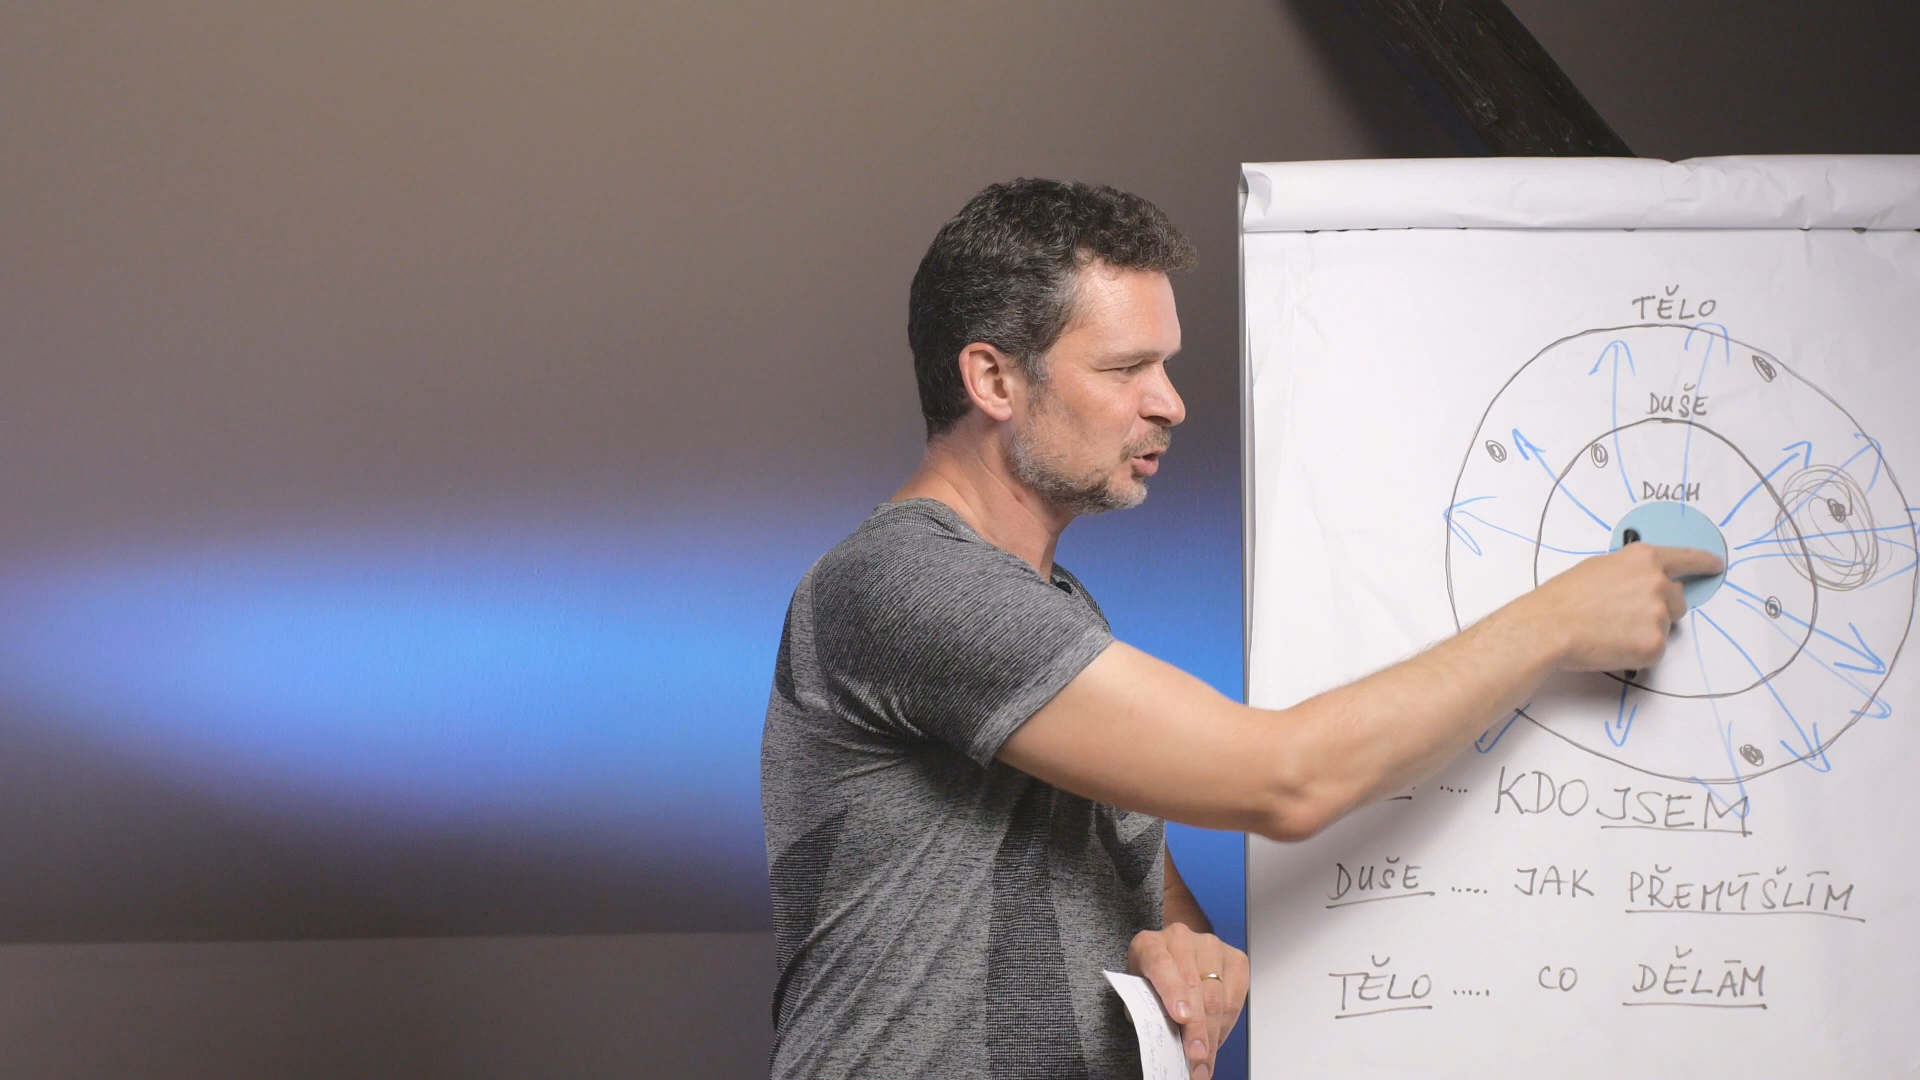 TĚLO
DUŠE
DUCH
.... KDO JSEM
DUŠE ..... JAK PŘEMÝŠLÍM
TĚLO ..... CO DĚLÁM